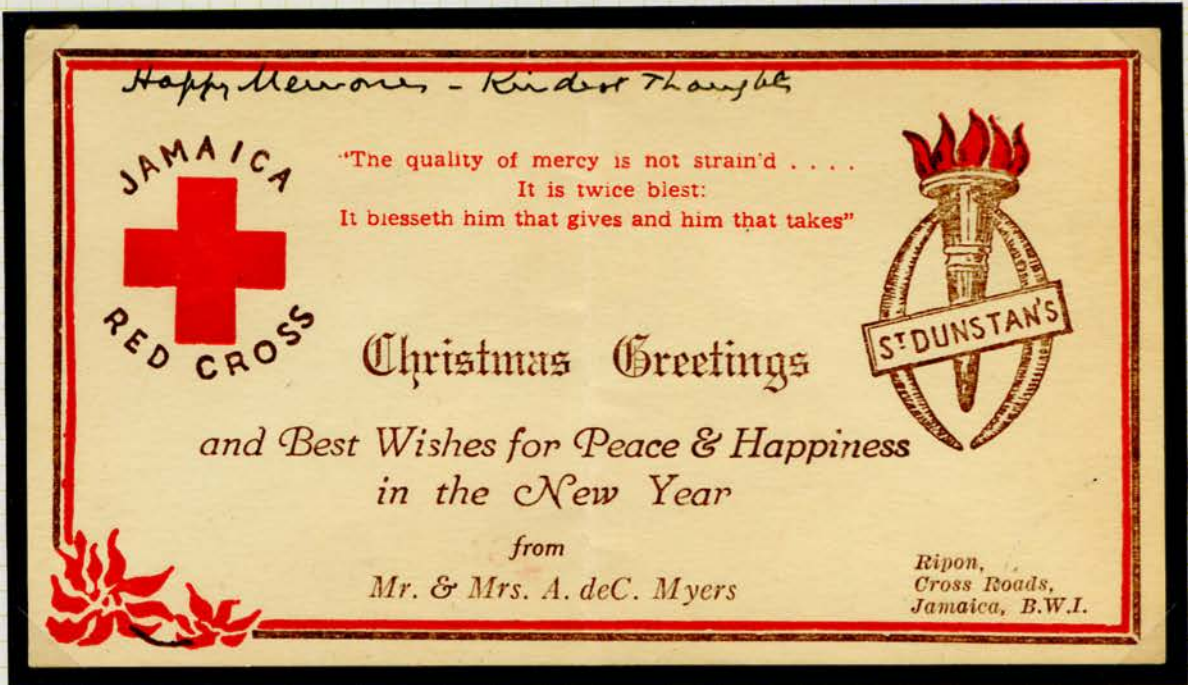 Happy Memories - Kindest Thoughts
JAMAICA
RED CROSS
"The quality of mercy is not strain'd . . . .
It is twice blest:
It blesseth him that gives and him that takes"
ST DUNSTAN'S
Christmas Greetings
and Best Wishes for Peace & Happiness
in the New Year
from
Mr. & Mrs. A. deC. Myers
Ripon,
Cross Roads,
Jamaica, B.W.I.